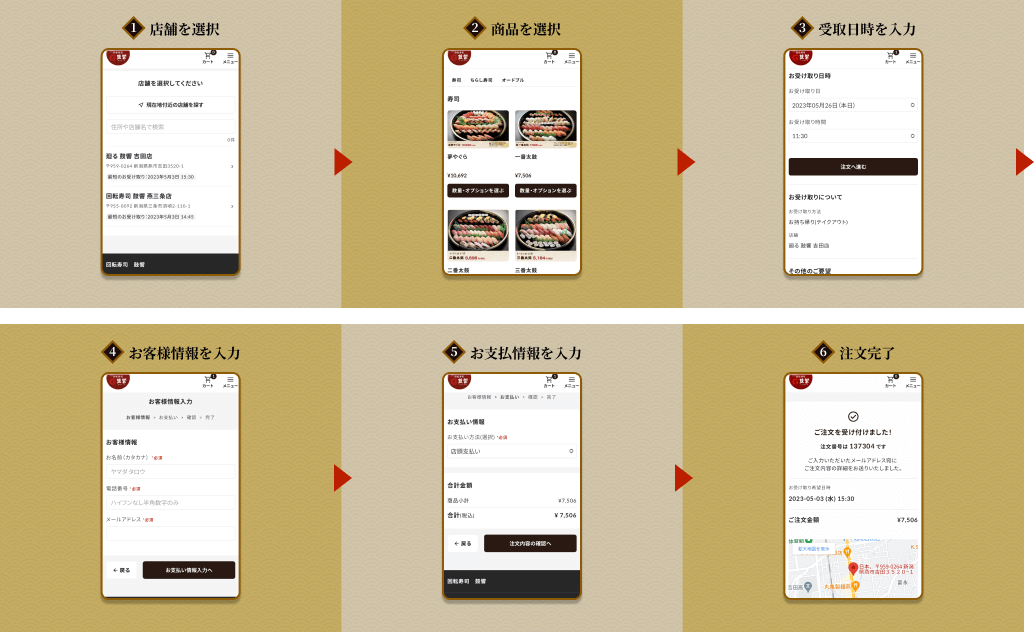 1 店舗を選択
カート
メニュー
店舗を選択してください
現在地付近の店舗を探す
住所や店舗名で検索
0件
廻る 鼓響 吉田店
〒959-0264 新潟県燕市吉田3520-1
最短のお受け取り：2023年5月3日 15:30
回転寿司 鼓響 燕三条店
最短のお受け取り：2023年5月3日 14:45
回転寿司　鼓響
2 商品を選択
カート
メニュー
寿司
ちらし寿司
オードブル
寿司
夢やぐら
一番太鼓
¥10,692
¥7,506
数量・オプションを選ぶ
数量・オプションを選ぶ
二番太鼓
三番太鼓
3 受取日時を入力
カート
メニュー
お受け取り日時
お受け取り日
2023年05月26日 (本日)
お受け取り時間
11:30
注文へ進む
お受け取りについて
お受け取り方法
お持ち帰り(テイクアウト)
店舗
廻る 鼓響 吉田店
その他のご要望
4 お客様情報を入力
カート
メニュー
お客様情報入力
お客様情報 > お支払い > 確認 > 完了
お客様情報
お名前 (カタカナ) *必須
ヤマダ タロウ
電話番号 *必須
ハイフンなし半角数字のみ
メールアドレス *必須
← 戻る
お支払い情報入力へ
5 お支払情報を入力
カート
メニュー
お客様情報 > お支払い > 確認 > 完了
お支払い情報
お支払い方法(選択) *必須
店頭支払い
合計金額
商品小計
¥7,506
合計(税込)
¥ 7,506
← 戻る
注文内容の確認へ
回転寿司　鼓響
6 注文完了
カート
メニュー
ご注文を受け付けました！
注文番号は 137304 です
ご入力いただいたメールアドレス宛に
ご注文内容の詳細をお送りいたしました。
お受け取り希望日時
2023-05-03 (水) 15:30
ご注文金額
¥7,506
拡大地図を表示
日本、〒959-0264 新潟
県燕市吉田３５２０−１